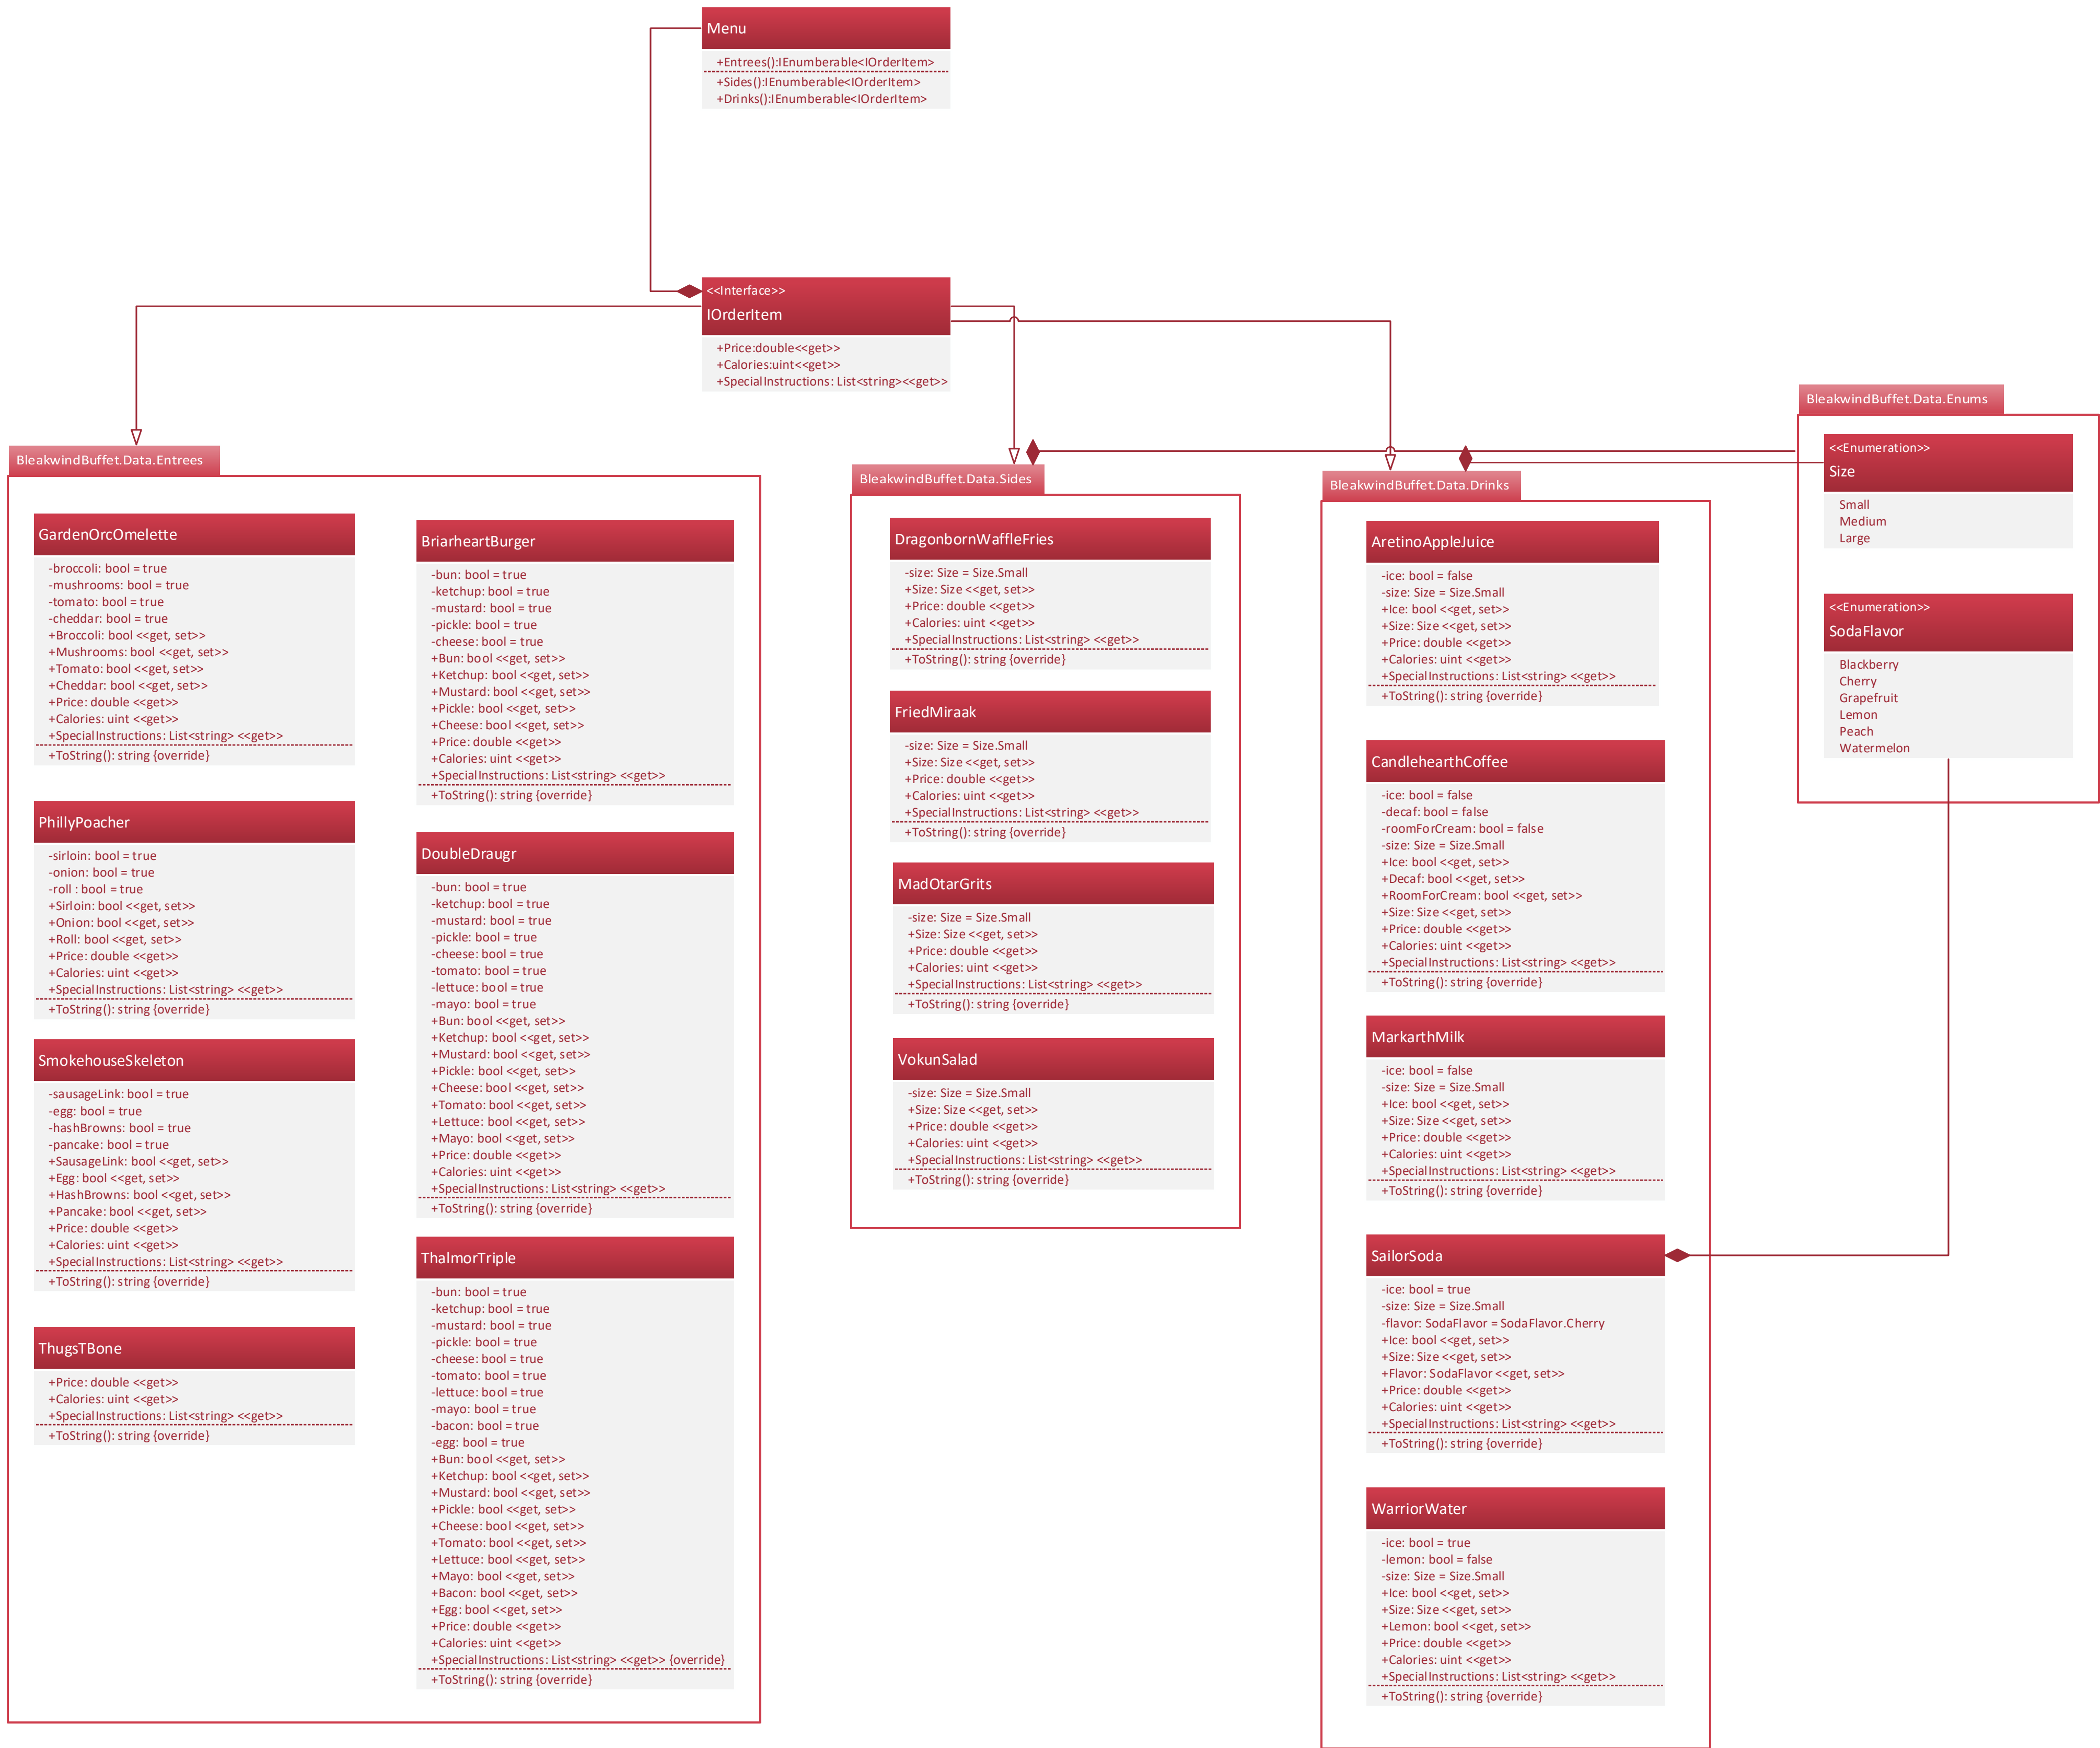 Menu
+Entrees():IEnumberable<IOrderItem>
+Sides():IEnumberable<IOrderItem>
+Drinks():IEnumberable<IOrderItem>
<<Interface>>
IOrderItem
+Price:double<<get>>
+Calories:uint<<get>>
+SpecialInstructions: List<string><<get>>
BleakwindBuffet.Data.Entrees
GardenOrcOmelette
-broccoli: bool = true
-mushrooms: bool = true
-tomato: bool = true
-cheddar: bool = true
+Broccoli: bool <<get, set>>
+Mushrooms: bool <<get, set>>
+Tomato: bool <<get, set>>
+Cheddar: bool <<get, set>>
+Price: double <<get>>
+Calories: uint <<get>>
+SpecialInstructions: List<string> <<get>>
+ToString(): string {override}
PhillyPoacher
-sirloin: bool = true
-onion: bool = true
-roll : bool = true
+Sirloin: bool <<get, set>>
+Onion: bool <<get, set>>
+Roll: bool <<get, set>>
+Price: double <<get>>
+Calories: uint <<get>>
+SpecialInstructions: List<string> <<get>>
+ToString(): string {override}
SmokehouseSkeleton
-sausageLink: bool = true
-egg: bool = true
-hashBrowns: bool = true
-pancake: bool = true
+SausageLink: bool <<get, set>>
+Egg: bool <<get, set>>
+HashBrowns: bool <<get, set>>
+Pancake: bool <<get, set>>
+Price: double <<get>>
+Calories: uint <<get>>
+SpecialInstructions: List<string> <<get>>
+ToString(): string {override}
ThugsTBone
+Price: double <<get>>
+Calories: uint <<get>>
+SpecialInstructions: List<string> <<get>>
+ToString(): string {override}
BriarheartBurger
-bun: bool = true
-ketchup: bool = true
-mustard: bool = true
-pickle: bool = true
-cheese: bool = true
+Bun: bool <<get, set>>
+Ketchup: bool <<get, set>>
+Mustard: bool <<get, set>>
+Pickle: bool <<get, set>>
+Cheese: bool <<get, set>>
+Price: double <<get>>
+Calories: uint <<get>>
+SpecialInstructions: List<string> <<get>>
+ToString(): string {override}
DoubleDraugr
-bun: bool = true
-ketchup: bool = true
-mustard: bool = true
-pickle: bool = true
-cheese: bool = true
-tomato: bool = true
-lettuce: bool = true
-mayo: bool = true
+Bun: bool <<get, set>>
+Ketchup: bool <<get, set>>
+Mustard: bool <<get, set>>
+Pickle: bool <<get, set>>
+Cheese: bool <<get, set>>
+Tomato: bool <<get, set>>
+Lettuce: bool <<get, set>>
+Mayo: bool <<get, set>>
+Price: double <<get>>
+Calories: uint <<get>>
+SpecialInstructions: List<string> <<get>>
+ToString(): string {override}
ThalmorTriple
-bun: bool = true
-ketchup: bool = true
-mustard: bool = true
-pickle: bool = true
-cheese: bool = true
-tomato: bool = true
-lettuce: bool = true
-mayo: bool = true
-bacon: bool = true
-egg: bool = true
+Bun: bool <<get, set>>
+Ketchup: bool <<get, set>>
+Mustard: bool <<get, set>>
+Pickle: bool <<get, set>>
+Cheese: bool <<get, set>>
+Tomato: bool <<get, set>>
+Lettuce: bool <<get, set>>
+Mayo: bool <<get, set>>
+Bacon: bool <<get, set>>
+Egg: bool <<get, set>>
+Price: double <<get>>
+Calories: uint <<get>>
+SpecialInstructions: List<string> <<get>> {override}
+ToString(): string {override}
BleakwindBuffet.Data.Sides
DragonbornWaffleFries
-size: Size = Size.Small
+Size: Size <<get, set>>
+Price: double <<get>>
+Calories: uint <<get>>
+SpecialInstructions: List<string> <<get>>
+ToString(): string {override}
FriedMiraak
-size: Size = Size.Small
+Size: Size <<get, set>>
+Price: double <<get>>
+Calories: uint <<get>>
+SpecialInstructions: List<string> <<get>>
+ToString(): string {override}
MadOtarGrits
-size: Size = Size.Small
+Size: Size <<get, set>>
+Price: double <<get>>
+Calories: uint <<get>>
+SpecialInstructions: List<string> <<get>>
+ToString(): string {override}
VokunSalad
-size: Size = Size.Small
+Size: Size <<get, set>>
+Price: double <<get>>
+Calories: uint <<get>>
+SpecialInstructions: List<string> <<get>>
+ToString(): string {override}
BleakwindBuffet.Data.Drinks
AretinoAppleJuice
-ice: bool = false
-size: Size = Size.Small
+Ice: bool <<get, set>>
+Size: Size <<get, set>>
+Price: double <<get>>
+Calories: uint <<get>>
+SpecialInstructions: List<string> <<get>>
+ToString(): string {override}
CandlehearthCoffee
-ice: bool = false
-decaf: bool = false
-roomForCream: bool = false
-size: Size = Size.Small
+Ice: bool <<get, set>>
+Decaf: bool <<get, set>>
+RoomForCream: bool <<get, set>>
+Size: Size <<get, set>>
+Price: double <<get>>
+Calories: uint <<get>>
+SpecialInstructions: List<string> <<get>>
+ToString(): string {override}
MarkarthMilk
-ice: bool = false
-size: Size = Size.Small
+Ice: bool <<get, set>>
+Size: Size <<get, set>>
+Price: double <<get>>
+Calories: uint <<get>>
+SpecialInstructions: List<string> <<get>>
+ToString(): string {override}
SailorSoda
-ice: bool = true
-size: Size = Size.Small
-flavor: SodaFlavor = SodaFlavor.Cherry
+Ice: bool <<get, set>>
+Size: Size <<get, set>>
+Flavor: SodaFlavor <<get, set>>
+Price: double <<get>>
+Calories: uint <<get>>
+SpecialInstructions: List<string> <<get>>
+ToString(): string {override}
WarriorWater
-ice: bool = true
-lemon: bool = false
-size: Size = Size.Small
+Ice: bool <<get, set>>
+Size: Size <<get, set>>
+Lemon: bool <<get, set>>
+Price: double <<get>>
+Calories: uint <<get>>
+SpecialInstructions: List<string> <<get>>
+ToString(): string {override}
BleakwindBuffet.Data.Enums
<<Enumeration>>
Size
Small
Medium
Large
<<Enumeration>>
SodaFlavor
Blackberry
Cherry
Grapefruit
Lemon
Peach
Watermelon